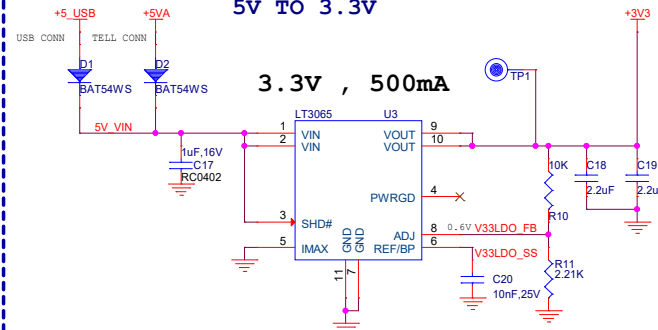 5V TO 3.3V
+5_USB
+5VA
+3V3
USB CONN
TELL CONN
D1
D2
BAT54WS
BAT54WS
3.3V , 500mA
TP1
5V_VIN
LT3065
U3
1
VIN
2
VIN
VOUT
9
VOUT
10
1uF,16V
C17
RC0402
10K
C18
C19
2.2uF
2.2u
PWRGD
4
R10
3
SHD#
5
IMAX
GND
GND
ADJ
8
0.6V
V33LDO_FB
REF/BP
6
V33LDO_SS
11
7
C20
10nF,25V
R11
2.21K